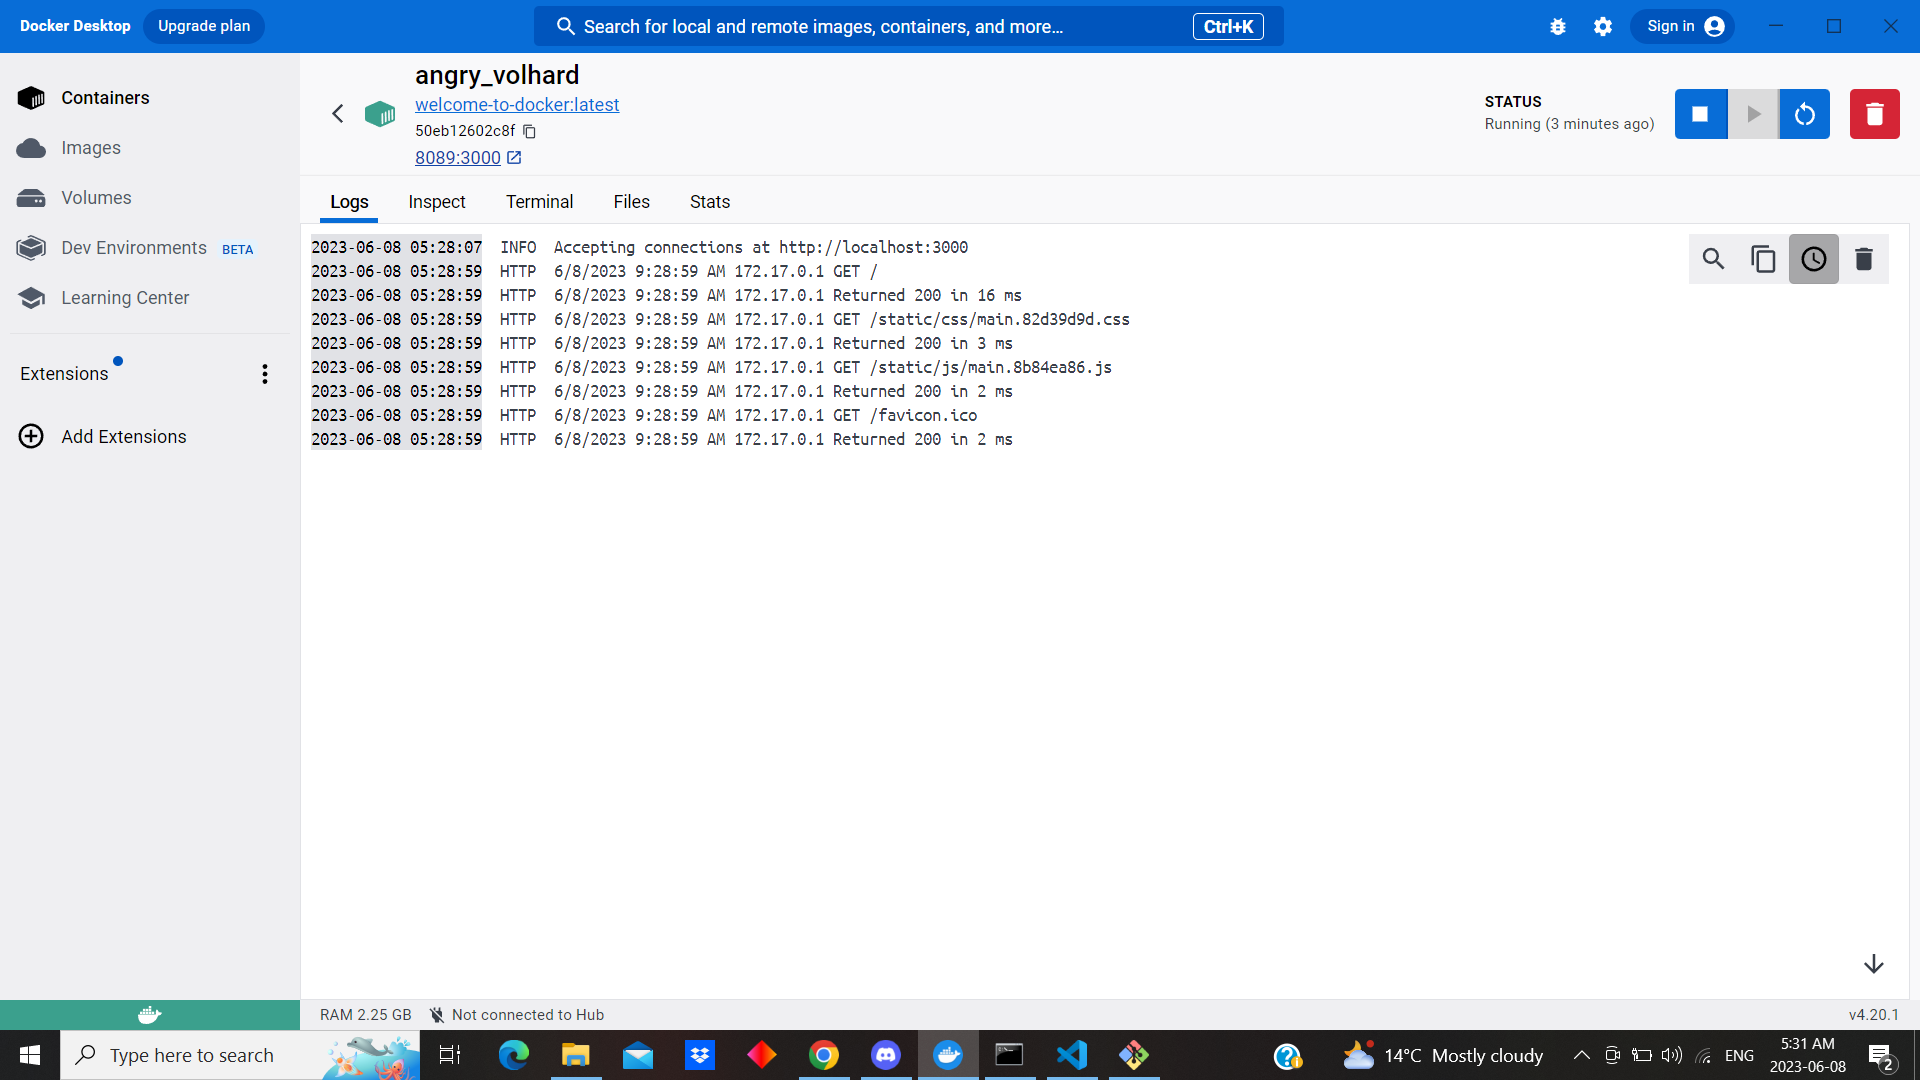 Docker Desktop Upgrade plan Search for local and remote images, containers, and more... Ctrl+K Sign in
Containers
Images
Volumes
Dev Environments BETA
Learning Center
Extensions
Add Extensions
angry_volhard
welcome-to-docker:latest
50eb12602c8f
8089:3000
STATUS
Running (3 minutes ago)
Logs Inspect Terminal Files Stats
2023-06-08 05:28:07 INFO Accepting connections at http://localhost:3000
2023-06-08 05:28:59 HTTP 6/8/2023 9:28:59 AM 172.17.0.1 GET /
2023-06-08 05:28:59 HTTP 6/8/2023 9:28:59 AM 172.17.0.1 Returned 200 in 16 ms
2023-06-08 05:28:59 HTTP 6/8/2023 9:28:59 AM 172.17.0.1 GET /static/css/main.82d39d9d.css
2023-06-08 05:28:59 HTTP 6/8/2023 9:28:59 AM 172.17.0.1 Returned 200 in 3 ms
2023-06-08 05:28:59 HTTP 6/8/2023 9:28:59 AM 172.17.0.1 GET /static/js/main.8b84ea86.js
2023-06-08 05:28:59 HTTP 6/8/2023 9:28:59 AM 172.17.0.1 Returned 200 in 2 ms
2023-06-08 05:28:59 HTTP 6/8/2023 9:28:59 AM 172.17.0.1 GET /favicon.ico
2023-06-08 05:28:59 HTTP 6/8/2023 9:28:59 AM 172.17.0.1 Returned 200 in 2 ms
RAM 2.25 GB Not connected to Hub v4.20.1
Type here to search 14°C Mostly cloudy ENG 5:31 AM
2023-06-08 2